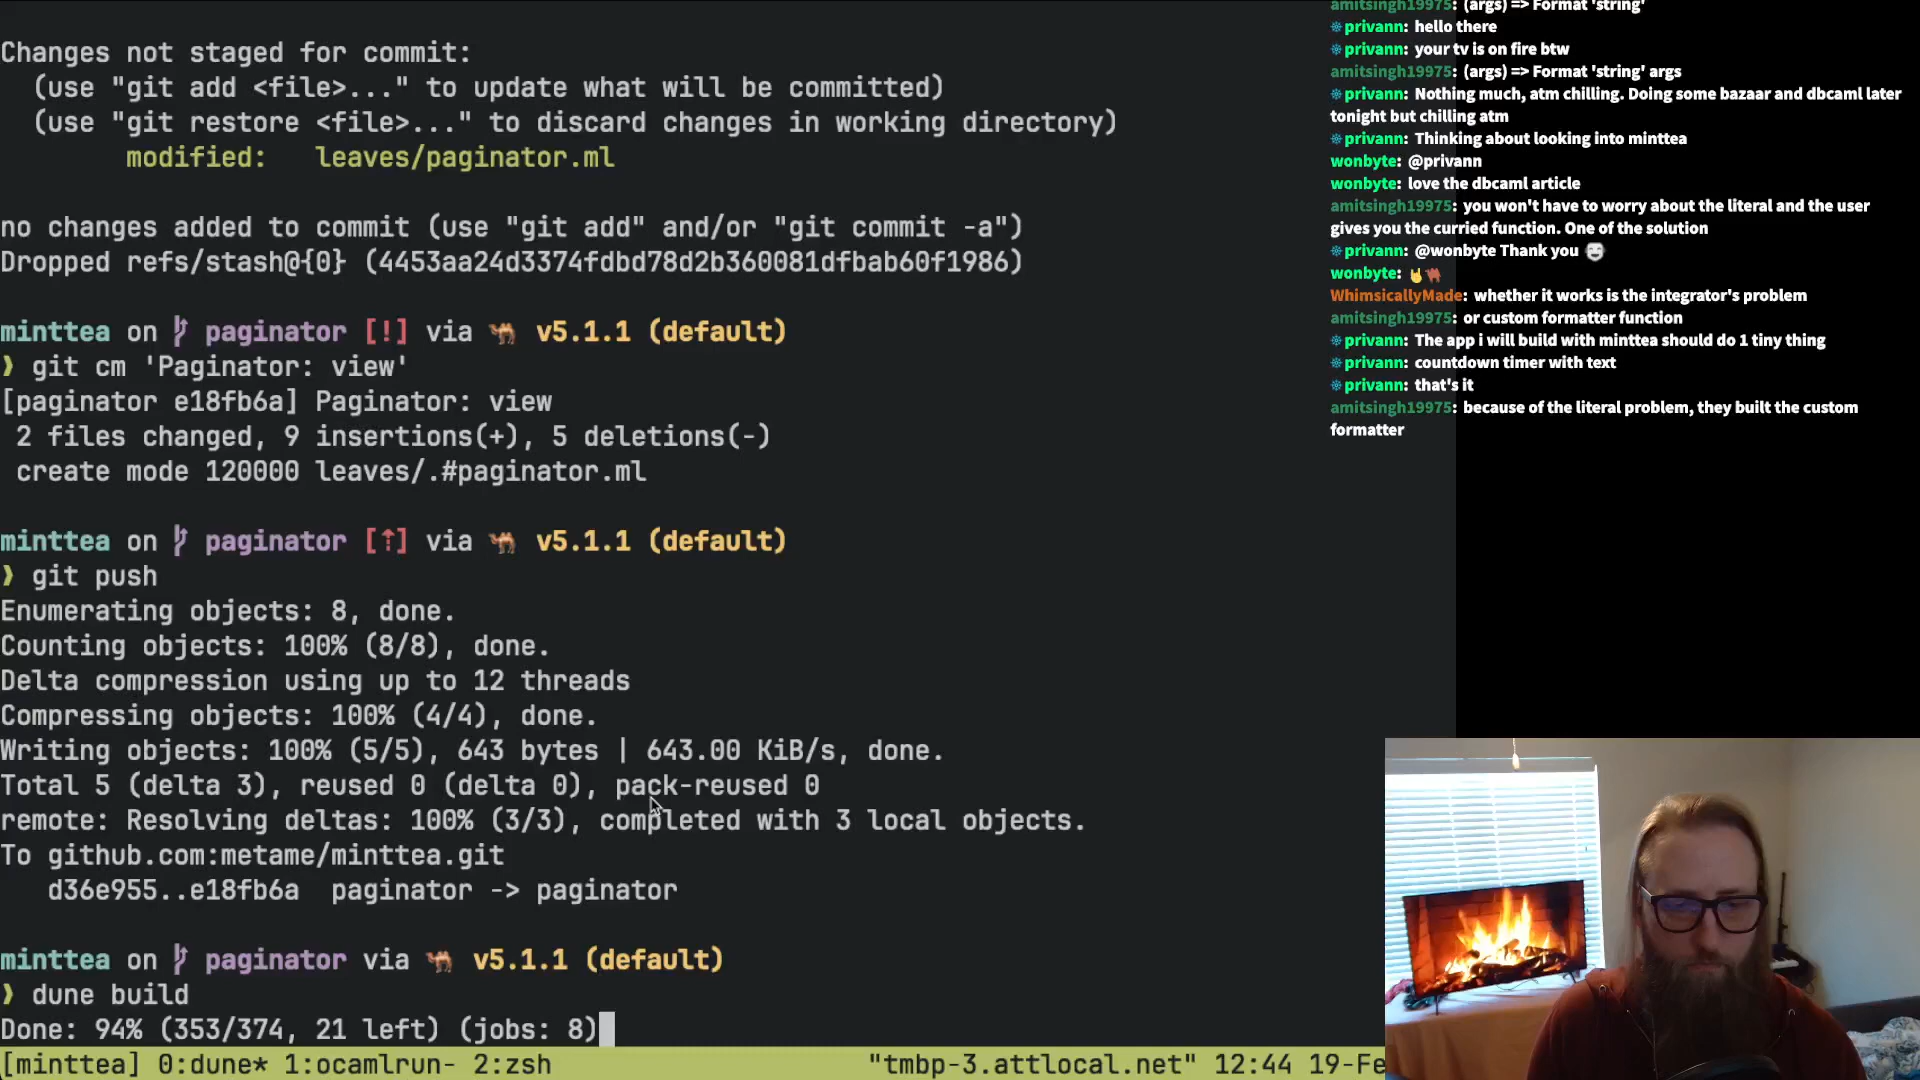 Changes not staged for commit:
(use "git add <file>..." to update what will be committed)
(use "git restore <file>..." to discard changes in working directory)
modified: leaves/paginator.ml
no changes added to commit (use "git add" and/or "git commit -a")
Dropped refs/stash@{0} (4453aa24d3374fdbd78d2b360081dfbab60f1986)
minttea on paginator [!] via 🐫 v5.1.1 (default)
❯ git cm 'Paginator: view'
[paginator e18fb6a] Paginator: view
2 files changed, 9 insertions(+), 5 deletions(-)
create mode 120000 leaves/.#paginator.ml
minttea on paginator [⇡] via 🐫 v5.1.1 (default)
❯ git push
Enumerating objects: 8, done.
Counting objects: 100% (8/8), done.
Delta compression using up to 12 threads
Compressing objects: 100% (4/4), done.
Writing objects: 100% (5/5), 643 bytes | 643.00 KiB/s, done.
Total 5 (delta 3), reused 0 (delta 0), pack-reused 0
remote: Resolving deltas: 100% (3/3), completed with 3 local objects.
To github.com:metame/minttea.git
d36e955..e18fb6a paginator -> paginator
minttea on paginator via 🐫 v5.1.1 (default)
❯ dune build
Done: 94% (353/374, 21 left) (jobs: 8)
[minttea] 0:dune* 1:ocamlrun- 2:zsh "tmbp-3.attlocal.net" 12:44 19-Fe
amitsingh19975: (args) => Format 'string'
privann: hello there
privann: your tv is on fire btw
amitsingh19975: (args) => Format 'string' args
privann: Nothing much, atm chilling. Doing some bazaar and dbcaml later
tonight but chilling atm
privann: Thinking about looking into minttea
wonbyte: @privann
wonbyte: love the dbcaml article
amitsingh19975: you won't have to worry about the literal and the user
gives you the curried function. One of the solution
privann: @wonbyte Thank you
wonbyte: 🤘🐫
WhimsicallyMade: whether it works is the integrator's problem
amitsingh19975: or custom formatter function
privann: The app i will build with minttea should do 1 tiny thing
privann: countdown timer with text
privann: that's it
amitsingh19975: because of the literal problem, they built the custom
formatter